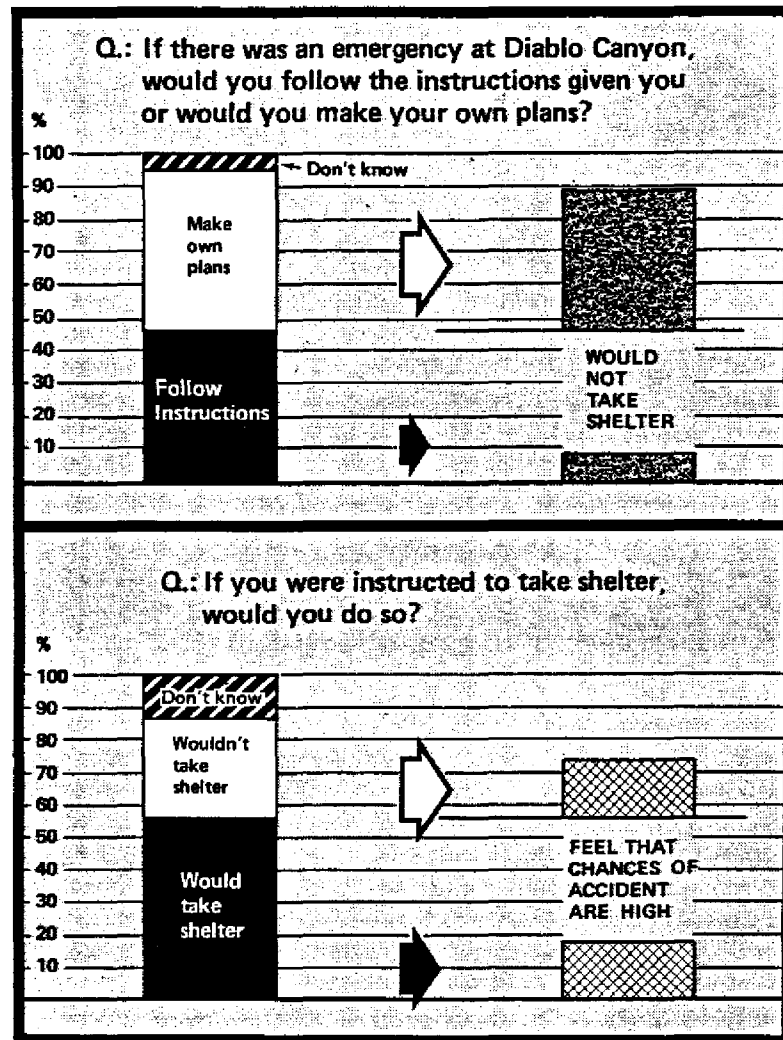 Q.: If there was an emergency at Diablo Canyon,
would you follow the instructions given you
or would you make your own plans?
%
100
Don't know
90
80
Make
own
plans
70
60
50
40
30
Follow
Instructions
20
10
WOULD
NOT
TAKE
SHELTER
Q.: If you were instructed to take shelter,
would you do so?
%
100
Don't know
90
80
Wouldn't
take
shelter
70
60
50
40
30
Would
take
shelter
20
10
FEEL THAT
CHANCES OF
ACCIDENT
ARE HIGH